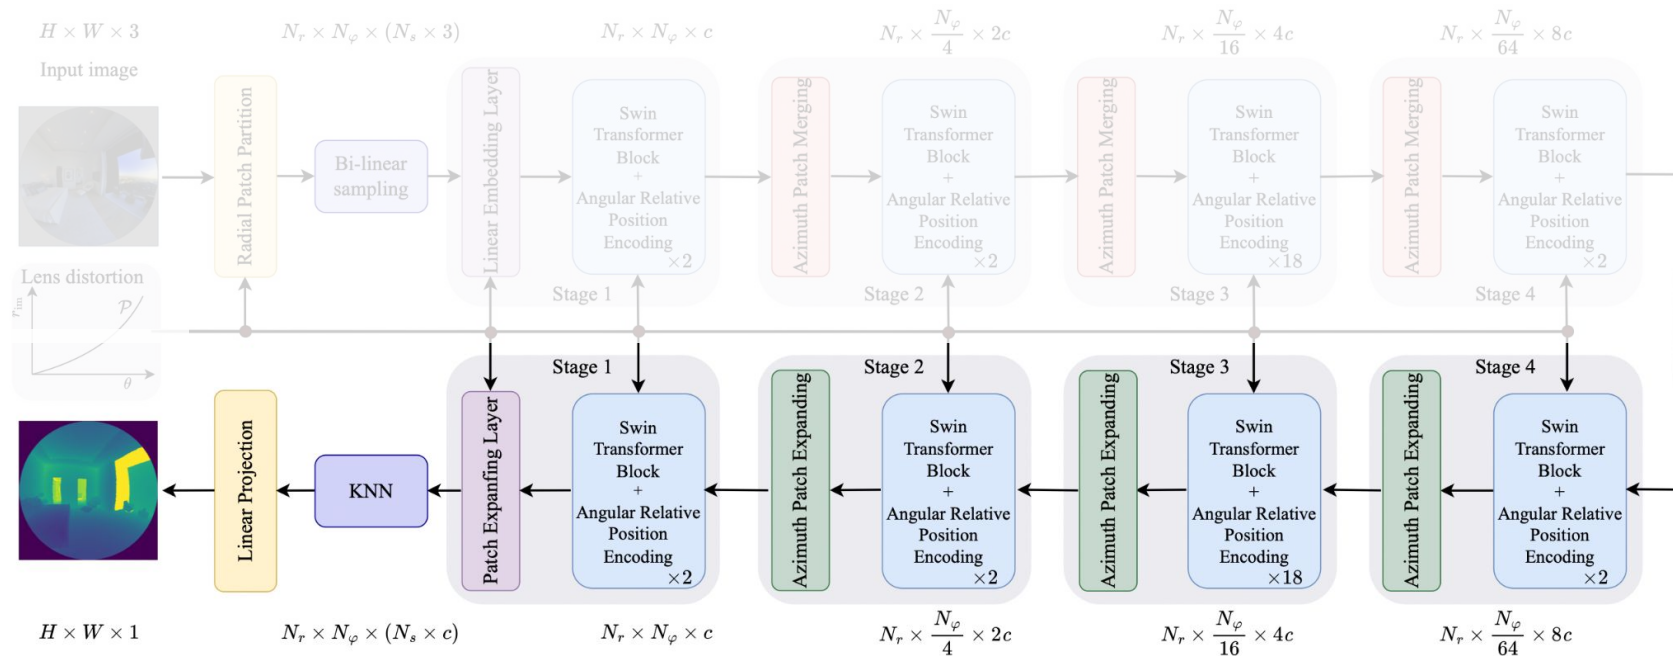 H × W × 3
N_r × N_φ × (N_s × 3)
N_r × N_φ × c
N_r × N_φ/4 × 2c
N_r × N_φ/16 × 4c
N_r × N_φ/64 × 8c
Input image
Radial Patch Partition
Bi-linear
sampling
Linear Embedding Layer
Swin
Transformer
Block
+
Angular Relative
Position
Encoding
×2
Stage 1
Azimuth Patch Merging
Swin
Transformer
Block
+
Angular Relative
Position
Encoding
×2
Stage 2
Azimuth Patch Merging
Swin
Transformer
Block
+
Angular Relative
Position
Encoding
×18
Stage 3
Azimuth Patch Merging
Swin
Transformer
Block
+
Angular Relative
Position
Encoding
×2
Stage 4
Lens distortion
r_im
P
θ
Linear Projection
KNN
Stage 1
Patch Expanfing Layer
Swin
Transformer
Block
+
Angular Relative
Position
Encoding
×2
Stage 2
Azimuth Patch Expanding
Swin
Transformer
Block
+
Angular Relative
Position
Encoding
×2
Stage 3
Azimuth Patch Expanding
Swin
Transformer
Block
+
Angular Relative
Position
Encoding
×18
Stage 4
Azimuth Patch Expanding
Swin
Transformer
Block
+
Angular Relative
Position
Encoding
×2
H × W × 1
N_r × N_φ × (N_s × c)
N_r × N_φ × c
N_r × N_φ/4 × 2c
N_r × N_φ/16 × 4c
N_r × N_φ/64 × 8c